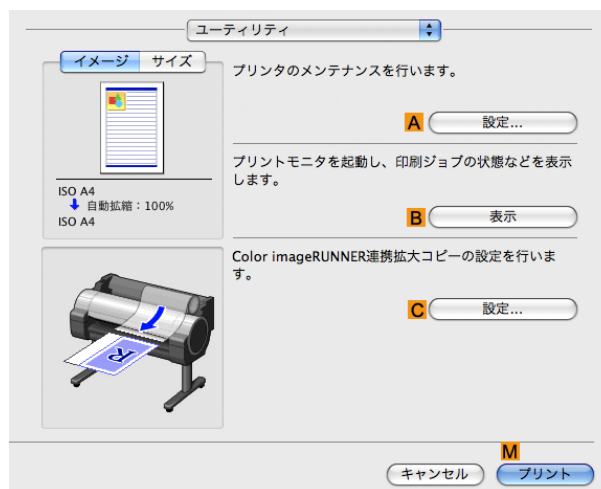 ユーティリティ
イメージ サイズ
ISO A4
自動拡縮：100%
ISO A4
プリンタのメンテナンスを行います。
A 設定...
プリントモニタを起動し、印刷ジョブの状態などを表示
します。
B 表示
Color imageRUNNER連携拡大コピーの設定を行いま
す。
C 設定...
R
M
キャンセル プリント